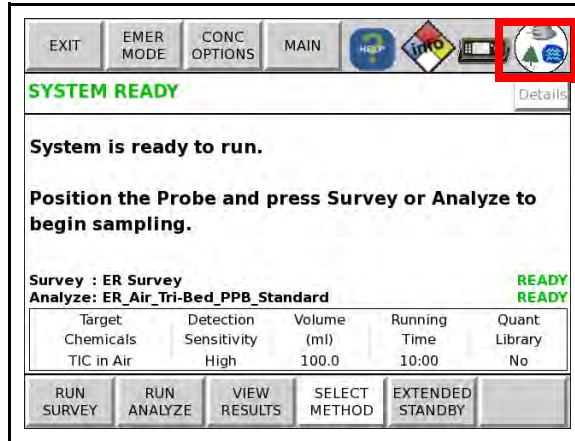 EXIT
EMER
MODE
CONC
OPTIONS
MAIN
HELP
info
SYSTEM READY
Details
System is ready to run.
Position the Probe and press Survey or Analyze to
begin sampling.
Survey : ER Survey READY
Analyze: ER_Air_Tri-Bed_PPB_Standard READY
Target Detection Volume Running Quant
Chemicals Sensitivity (ml) Time Library
TIC in Air High 100.0 10:00 No
RUN
SURVEY
RUN
ANALYZE
VIEW
RESULTS
SELECT
METHOD
EXTENDED
STANDBY